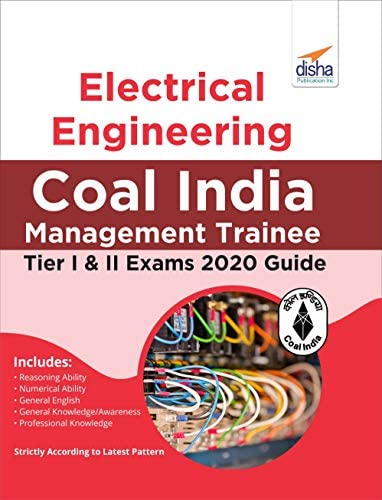 disha
Publication Inc
Electrical
Engineering
Coal India
Management Trainee
Tier I & II Exams 2020 Guide
कोल इण्डिया
Coal India
Includes:
• Reasoning Ability
• Numerical Ability
• General English
• General Knowledge/Awareness
• Professional Knowledge
Strictly According to Latest Pattern